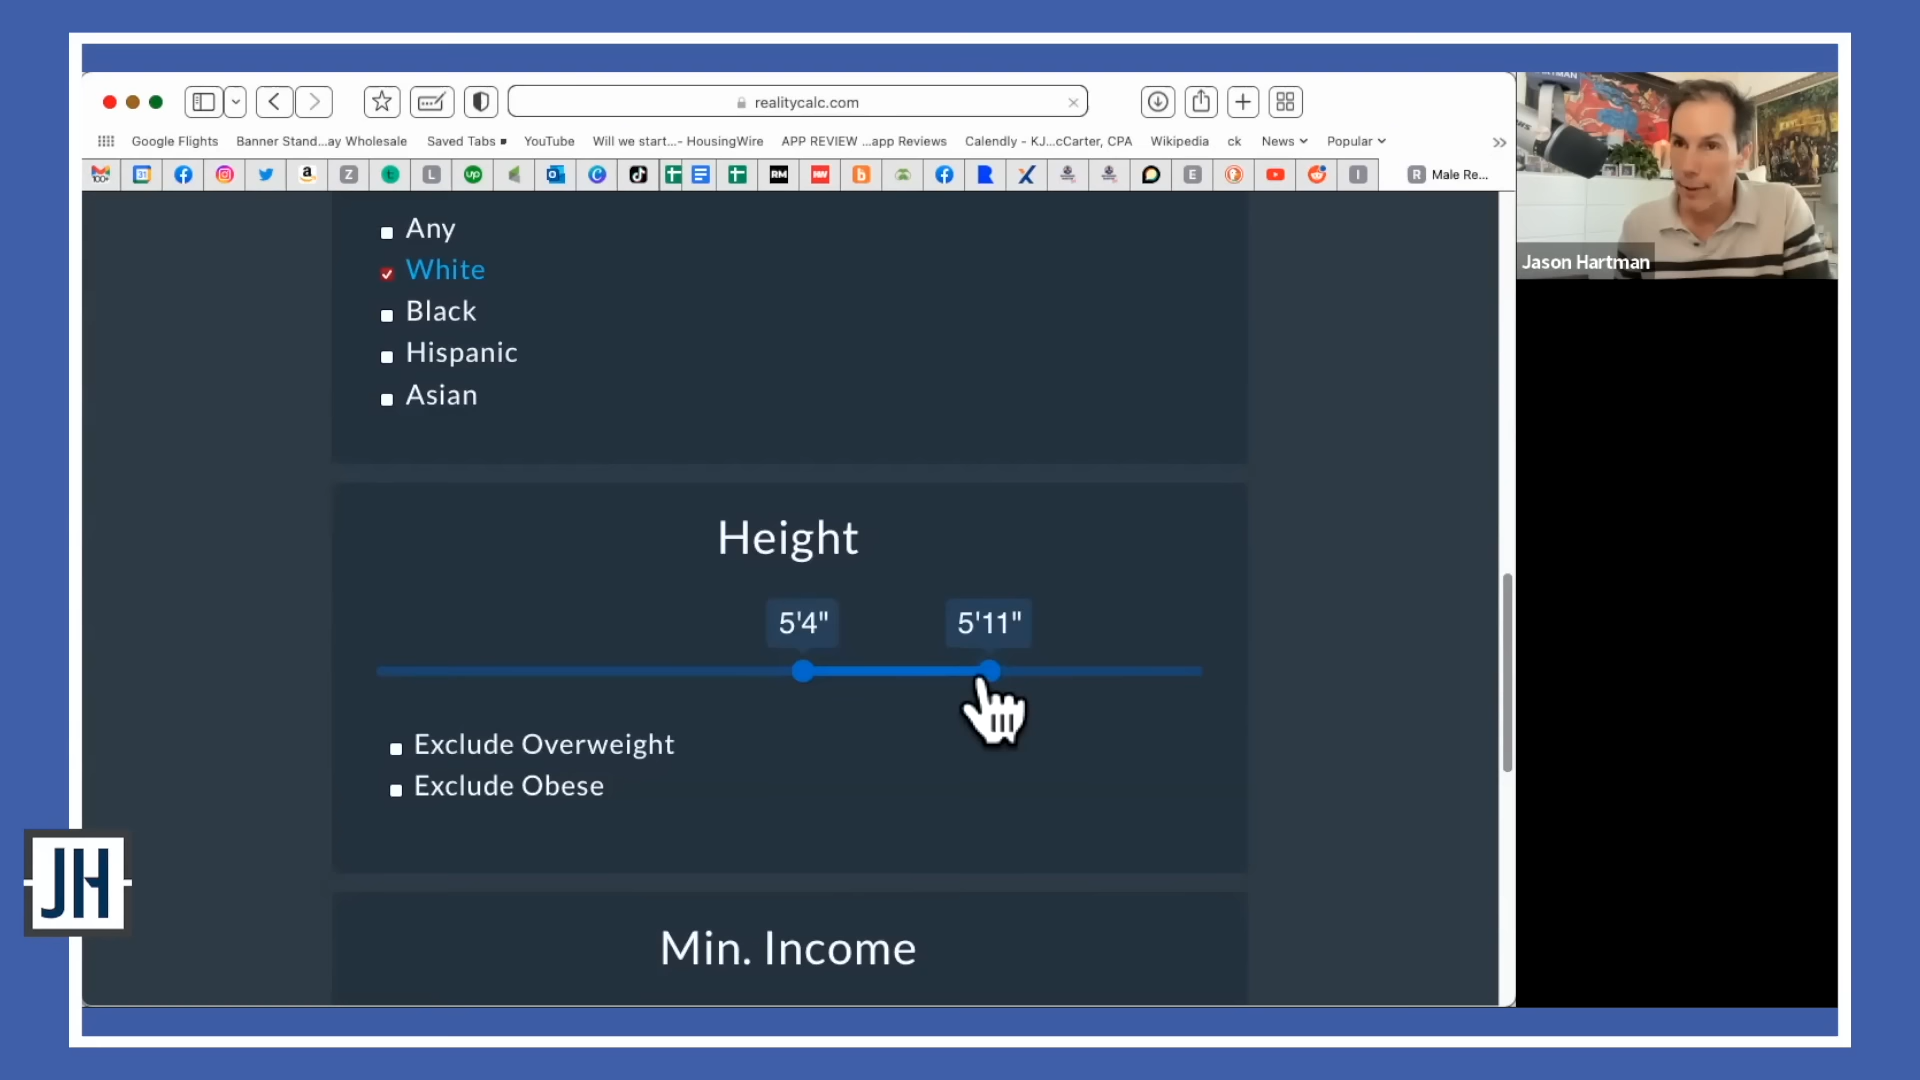 realitycalc.com
Google Flights
Banner Stand...ay Wholesale
Saved Tabs
YouTube
Will we start...- HousingWire
APP REVIEW ...app Reviews
Calendly - KJ...cCarter, CPA
Wikipedia
ck
News
Popular
Male Re...
Any
White
Black
Hispanic
Asian
Height
5'4"
5'11"
Exclude Overweight
Exclude Obese
Min. Income
Jason Hartman
JH